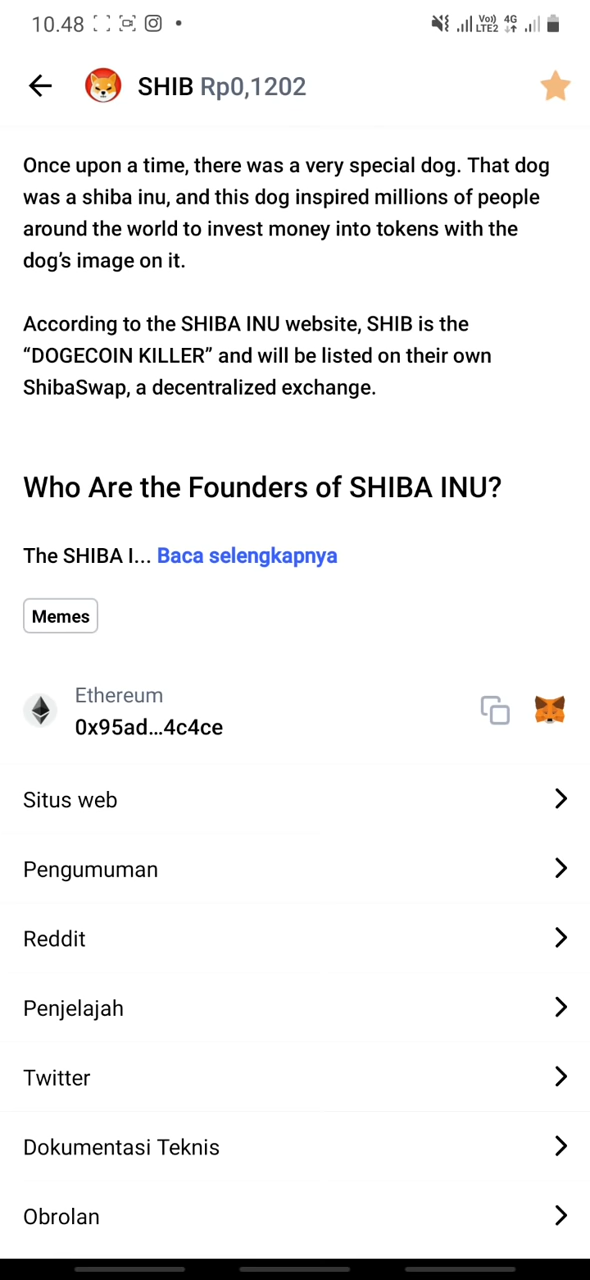 10.48
Vo)) 4G
LTE2
SHIB Rp0,1202
Once upon a time, there was a very special dog. That dog
was a shiba inu, and this dog inspired millions of people
around the world to invest money into tokens with the
dog’s image on it.
According to the SHIBA INU website, SHIB is the
“DOGECOIN KILLER” and will be listed on their own
ShibaSwap, a decentralized exchange.
Who Are the Founders of SHIBA INU?
The SHIBA I... Baca selengkapnya
Memes
Ethereum
0x95ad...4c4ce
Situs web
Pengumuman
Reddit
Penjelajah
Twitter
Dokumentasi Teknis
Obrolan